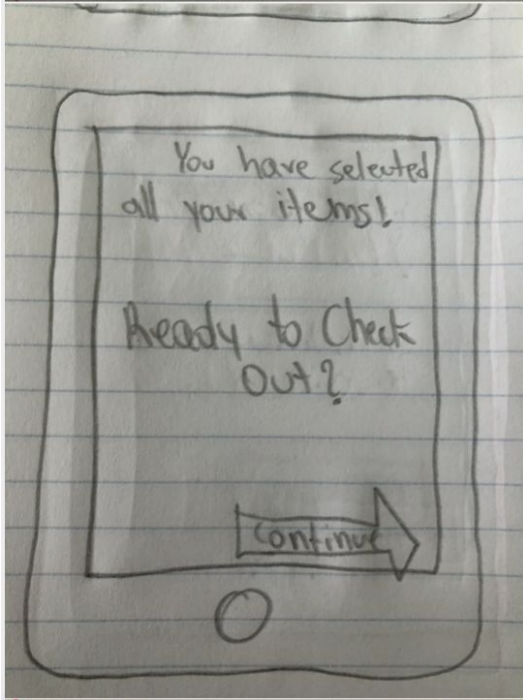 You have selected
all your items!
Ready to Check
Out?
Continue